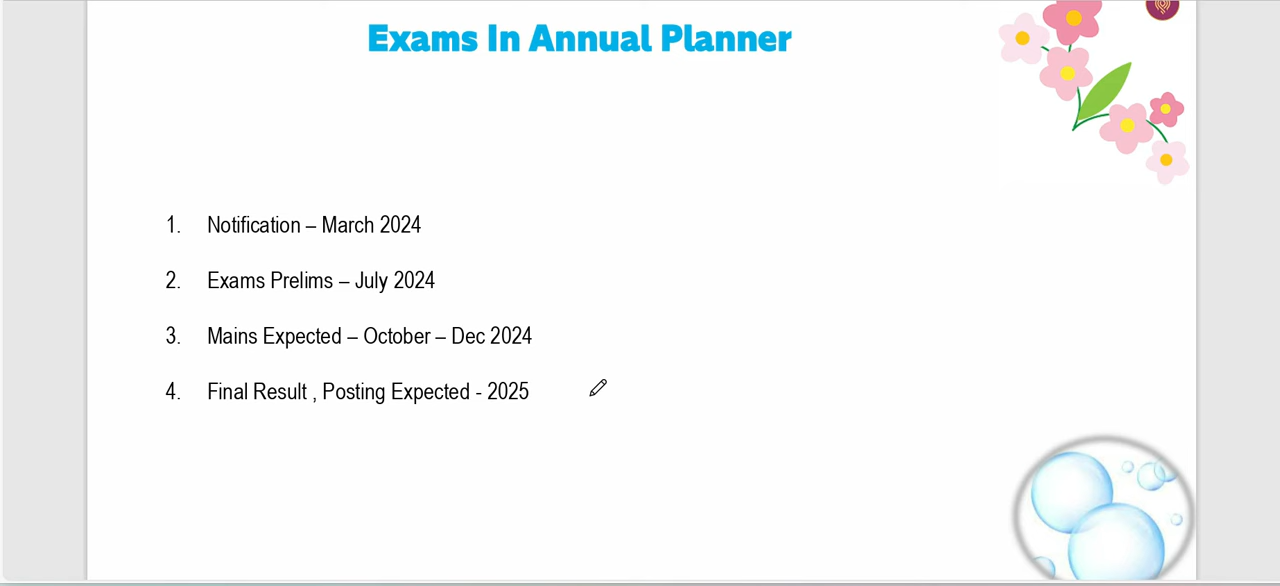 Exams In Annual Planner
1. Notification – March 2024
2. Exams Prelims – July 2024
3. Mains Expected – October – Dec 2024
4. Final Result , Posting Expected - 2025